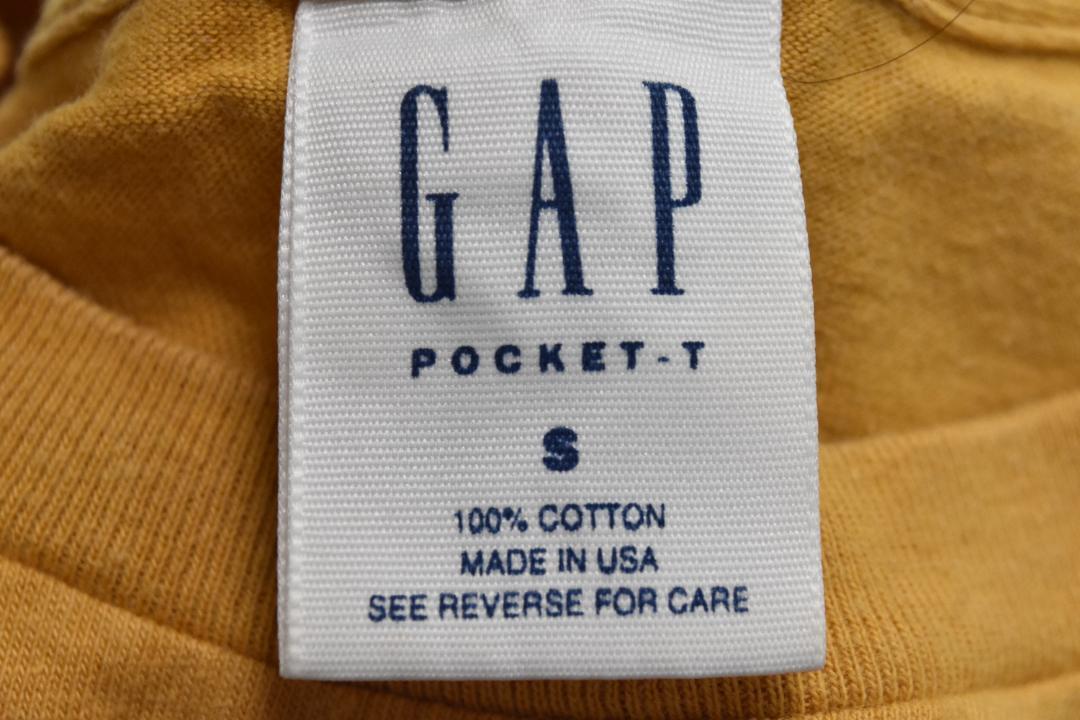 GAP
POCKET-T
S
100% COTTON
MADE IN USA
SEE REVERSE FOR CARE